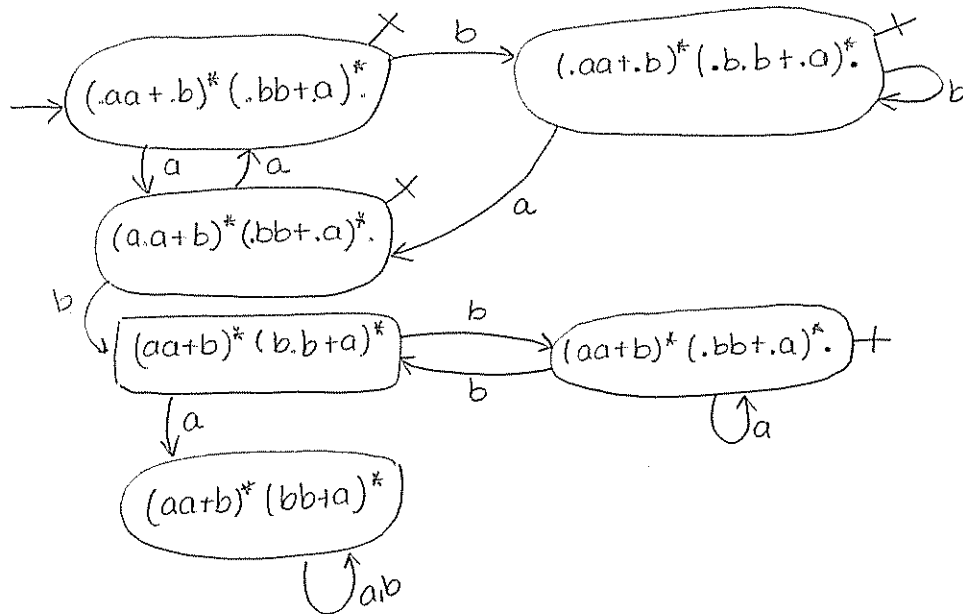 b
(.aa+.b)* (.bb+.a)*.
(.aa+.b)* (.b.b+.a)*.
b
a
a
(a.a+b)* (.bb+.a)*.
a
b
(aa+b)* (b.b+a)*
b
b
(aa+b)* (.bb+.a)*.
a
a
(aa+b)* (bb+a)*
a,b